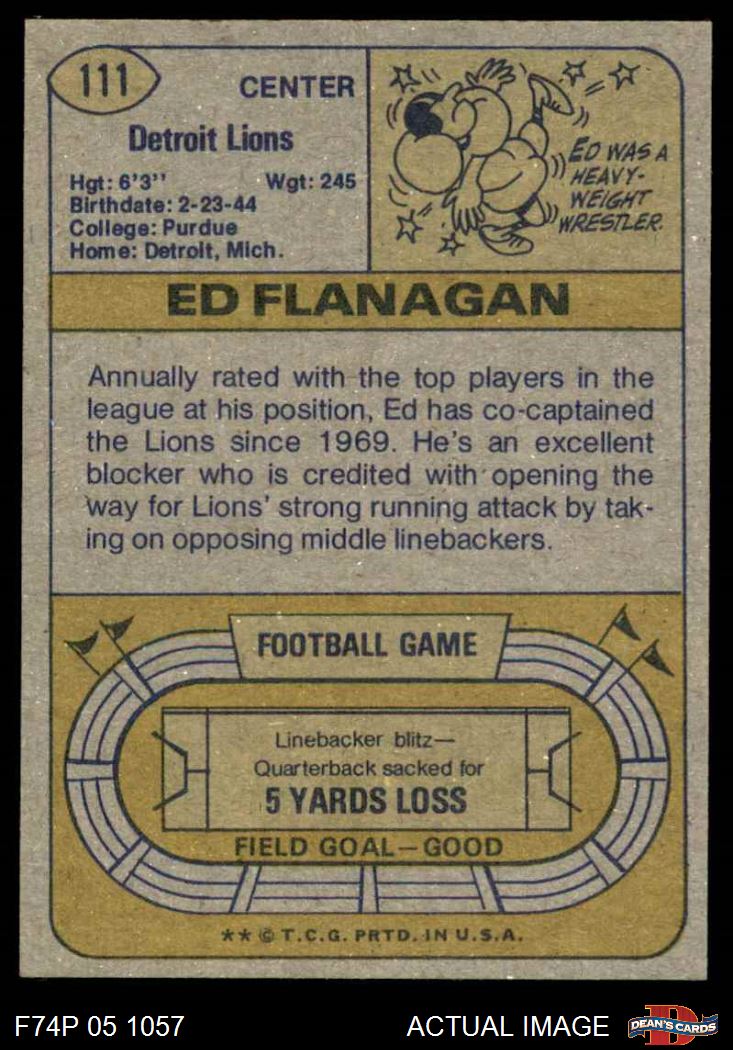 111
CENTER
Detroit Lions
Hgt: 6'3'' Wgt: 245
Birthdate: 2-23-44
College: Purdue
Home: Detroit, Mich.
ED WAS A
HEAVY-
WEIGHT
WRESTLER.
ED FLANAGAN
Annually rated with the top players in the
league at his position, Ed has co-captained
the Lions since 1969. He's an excellent
blocker who is credited with opening the
way for Lions' strong running attack by tak-
ing on opposing middle linebackers.
FOOTBALL GAME
Linebacker blitz—
Quarterback sacked for
5 YARDS LOSS
FIELD GOAL—GOOD
** © T.C.G. PRTD. IN U.S.A.
F74P 05 1057 ACTUAL IMAGE
D
DEAN'S CARDS